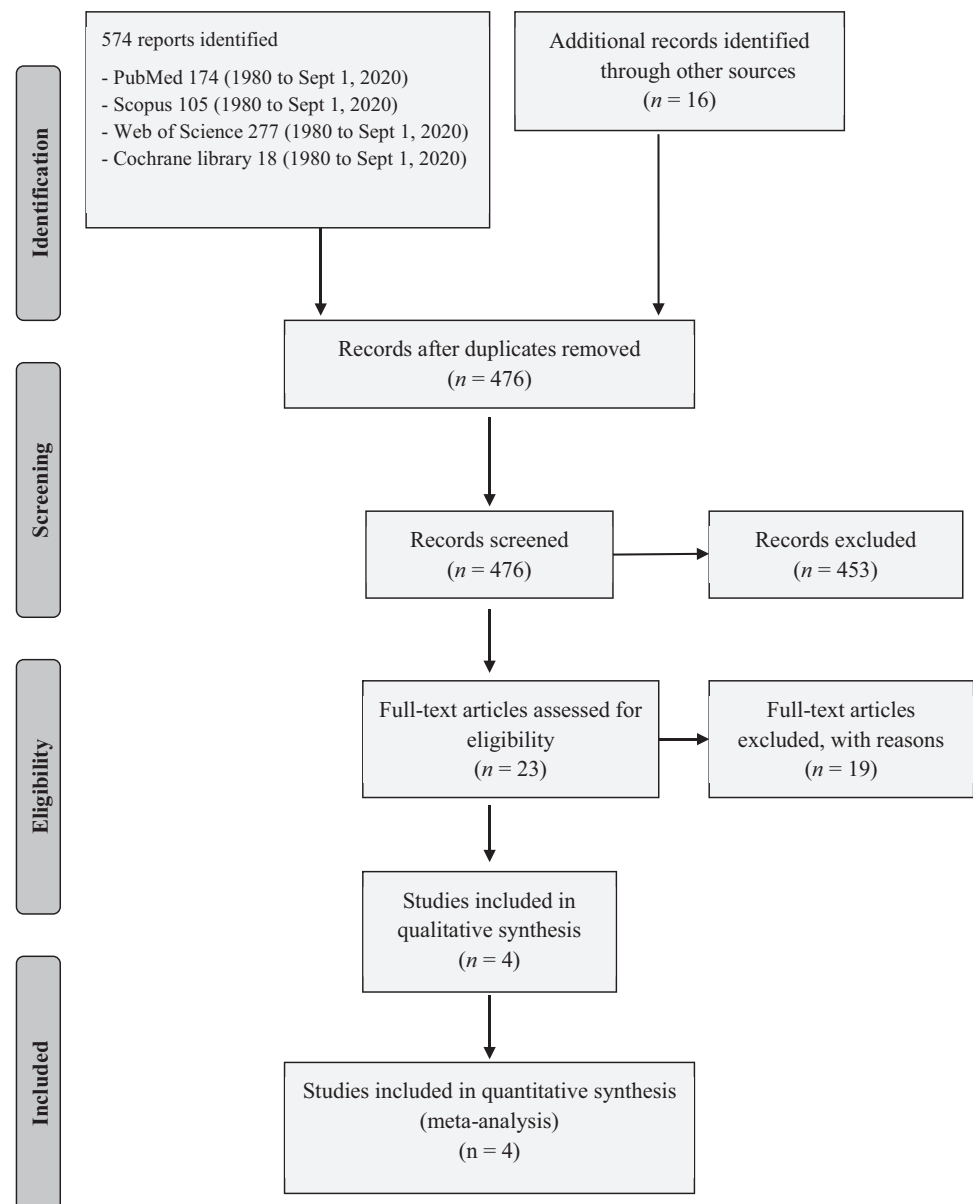 574 reports identified
- PubMed 174 (1980 to Sept 1, 2020)
- Scopus 105 (1980 to Sept 1, 2020)
- Web of Science 277 (1980 to Sept 1, 2020)
- Cochrane library 18 (1980 to Sept 1, 2020)
Additional records identified
through other sources
(n = 16)
Identification
Records after duplicates removed
(n = 476)
Screening
Records screened
(n = 476)
Records excluded
(n = 453)
Eligibility
Full-text articles assessed for
eligibility
(n = 23)
Full-text articles
excluded, with reasons
(n = 19)
Studies included in
qualitative synthesis
(n = 4)
Included
Studies included in quantitative synthesis
(meta-analysis)
(n = 4)